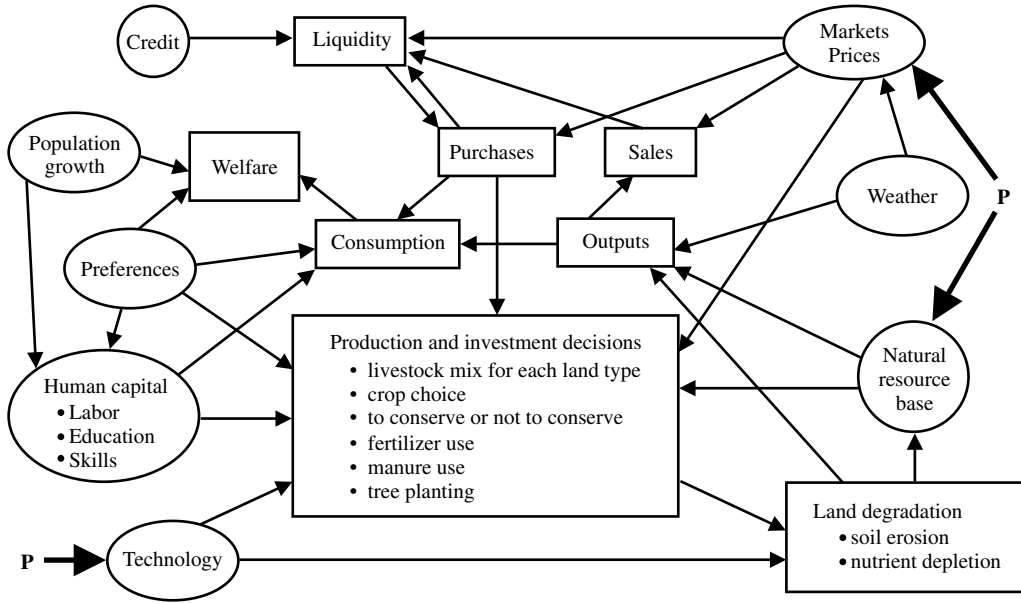 Credit
Liquidity
Markets
Prices
Population
growth
Welfare
Purchases
Sales
Weather
P
Preferences
Consumption
Outputs
Human capital
• Labor
• Education
• Skills
Production and investment decisions
• livestock mix for each land type
• crop choice
• to conserve or not to conserve
• fertilizer use
• manure use
• tree planting
Natural
resource
base
Land degradation
• soil erosion
• nutrient depletion
P
Technology